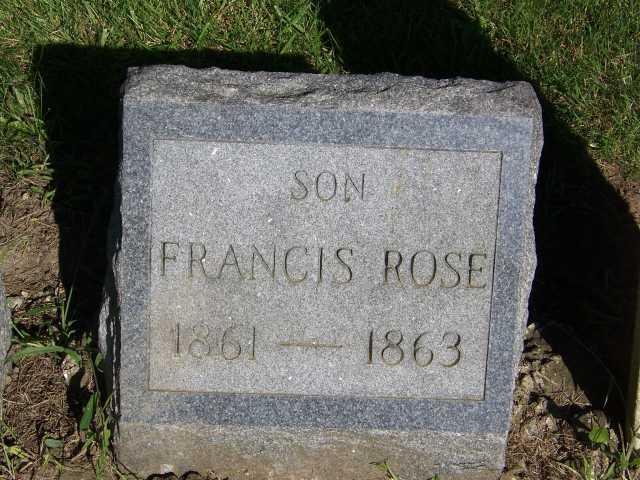 SON
FRANCIS ROSE
1861 — 1863